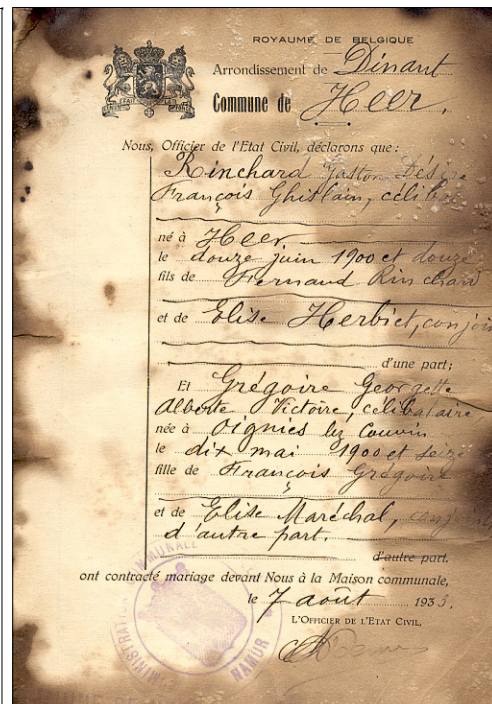 ROYAUME DE BELGIQUE
Arrondissement de Dinant
Commune de Heer.
Nous, Officier de l'Etat Civil, déclarons que :
Rinchard Gaston Désiré
François Ghislain, céliba
né à Heer
le douze juin 1900 et douze
fils de Fernand Rinchard
et de Elise Herbiet, conjoi
d'une part;
Et Grégoire Georgette
Alberte Victoire, célibataire
née à Oignies lez Couvin
le dix mai 1900 et seize
fille de François Grégoire
et de Elise Maréchal,
d'autre part.
d'autre part.
ont contracté mariage devant Nous à la Maison communale,
le 7 août 193
L'OFFICIER DE L'ETAT CIVIL,
NAMUR